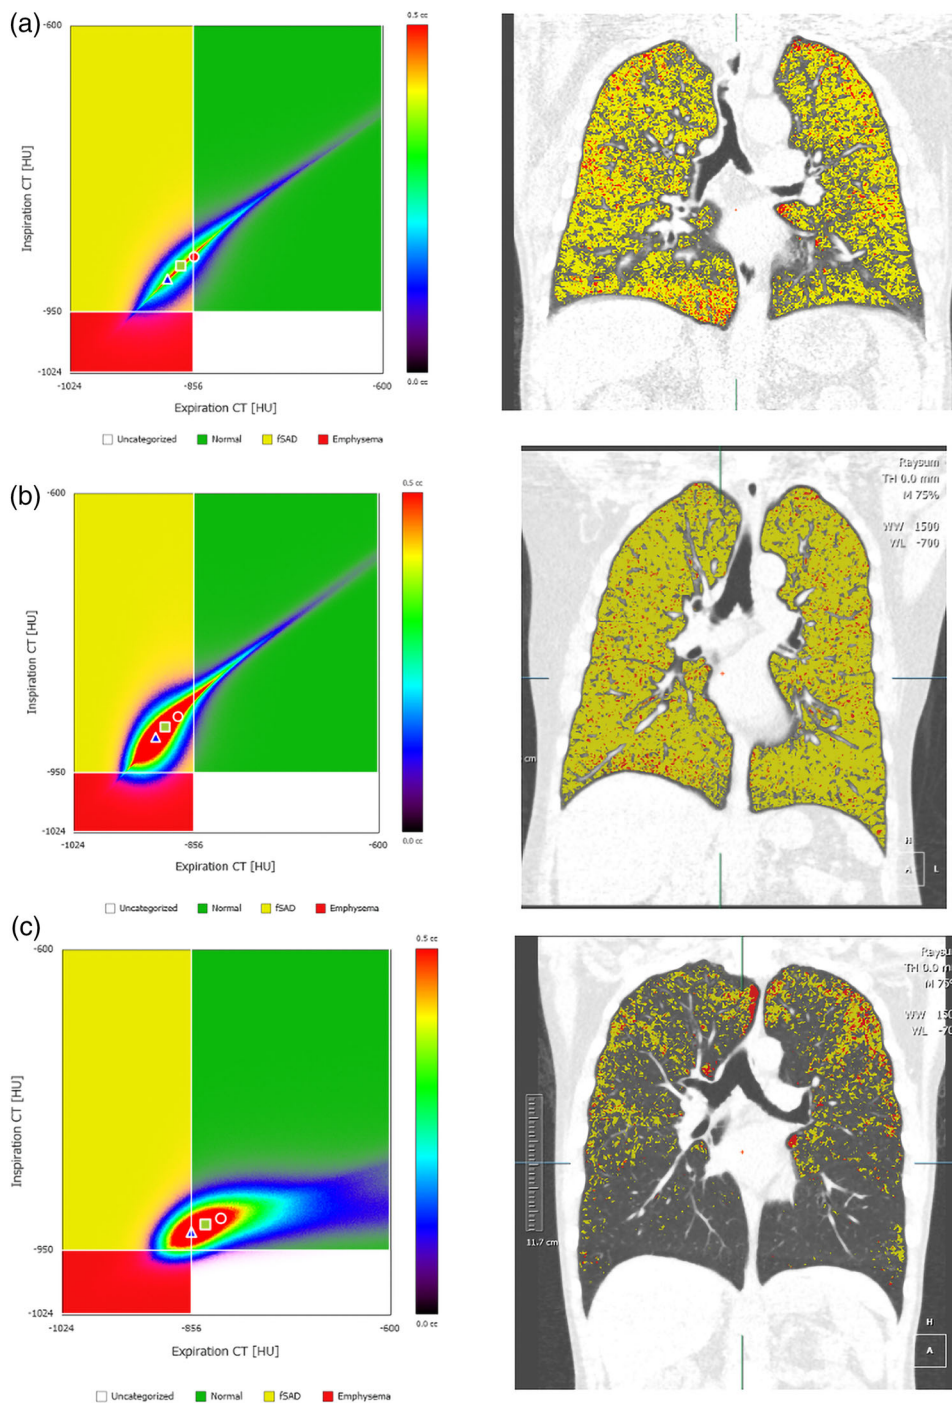 (a)
-600
-950
-1024
Inspiration CT [HU]
-1024
-856
-600
Expiration CT [HU]
0.5 cc
0.0 cc
Uncategorized
Normal
fSAD
Emphysema
(b)
-600
-950
-1024
Inspiration CT [HU]
-1024
-856
-600
Expiration CT [HU]
0.5 cc
0.0 cc
Uncategorized
Normal
fSAD
Emphysema
Raysum
TH 0.0 mm
M 75%
WW 1500
WL -700
cm
H
A
L
(c)
-600
-950
-1024
Inspiration CT [HU]
-1024
-856
-600
Expiration CT [HU]
0.5 cc
0.0 cc
Uncategorized
Normal
fSAD
Emphysema
TH 0.0
11.7 cm
H
A